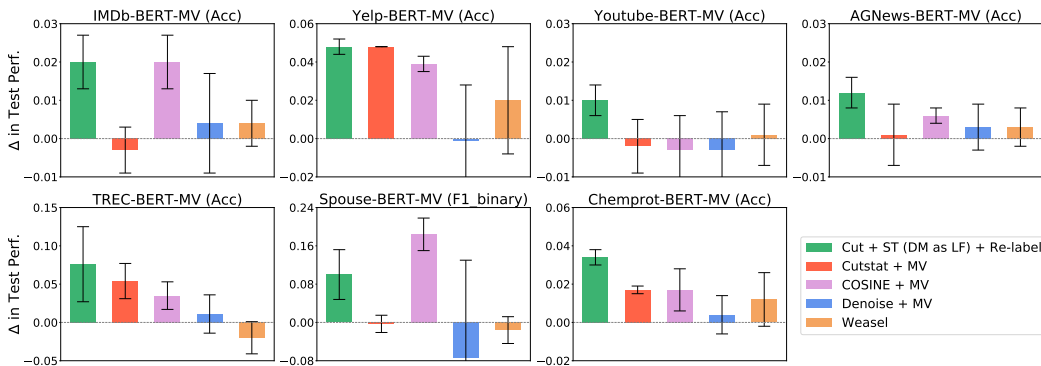 IMDb-BERT-MV (Acc)
Yelp-BERT-MV (Acc)
Youtube-BERT-MV (Acc)
AGNews-BERT-MV (Acc)
Δ in Test Perf.
0.03
0.02
0.01
0.00
−0.01
0.06
0.04
0.02
0.00
−0.02
0.03
0.02
0.01
0.00
−0.01
0.03
0.02
0.01
0.00
−0.01
TREC-BERT-MV (Acc)
Spouse-BERT-MV (F1_binary)
Chemprot-BERT-MV (Acc)
Δ in Test Perf.
0.15
0.10
0.05
0.00
−0.05
0.24
0.16
0.08
0.00
−0.08
0.06
0.04
0.02
0.00
−0.02
Cut + ST (DM as LF) + Re-label
Cutstat + MV
COSINE + MV
Denoise + MV
Weasel